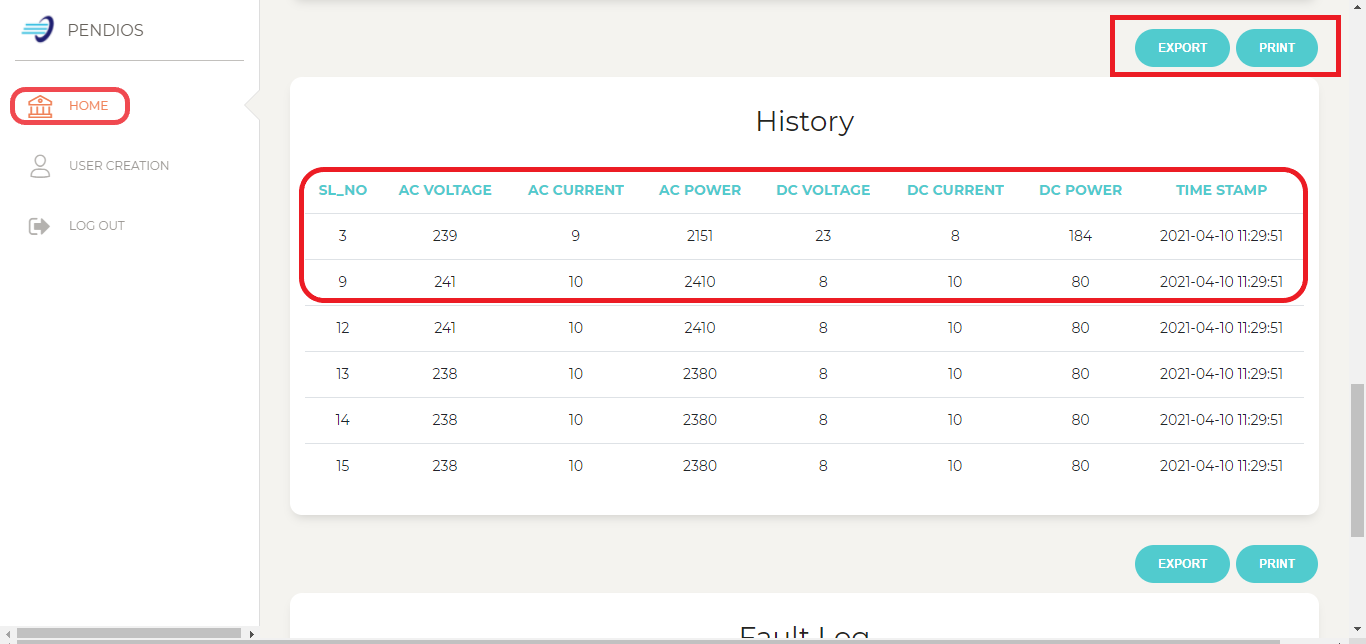 PENDIOS
HOME
USER CREATION
LOG OUT
EXPORT PRINT
History
SL_NO AC VOLTAGE AC CURRENT AC POWER DC VOLTAGE DC CURRENT DC POWER TIME STAMP
3 239 9 2151 23 8 184 2021-04-10 11:29:51
9 241 10 2410 8 10 80 2021-04-10 11:29:51
12 241 10 2410 8 10 80 2021-04-10 11:29:51
13 238 10 2380 8 10 80 2021-04-10 11:29:51
14 238 10 2380 8 10 80 2021-04-10 11:29:51
15 238 10 2380 8 10 80 2021-04-10 11:29:51
EXPORT PRINT
Fault Log